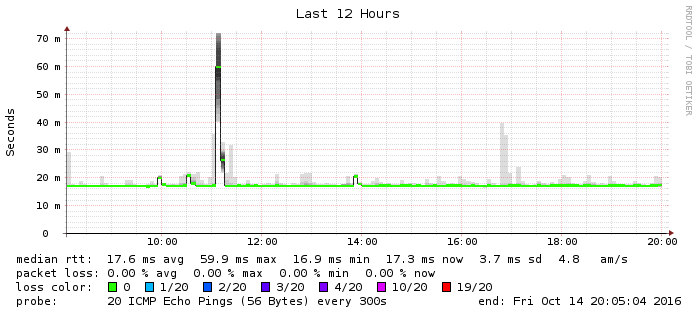 Last 12 Hours
RRDTOOL / TOBI OETIKER
Seconds
70 m
60 m
50 m
40 m
30 m
20 m
10 m
0
10:00 12:00 14:00 16:00 18:00 20:00
median rtt: 17.6 ms avg 59.9 ms max 16.9 ms min 17.3 ms now 3.7 ms sd 4.8 am/s
packet loss: 0.00 % avg 0.00 % max 0.00 % min 0.00 % now
loss color: 0 1/20 2/20 3/20 4/20 10/20 19/20
probe: 20 ICMP Echo Pings (56 Bytes) every 300s end: Fri Oct 14 20:05:04 2016